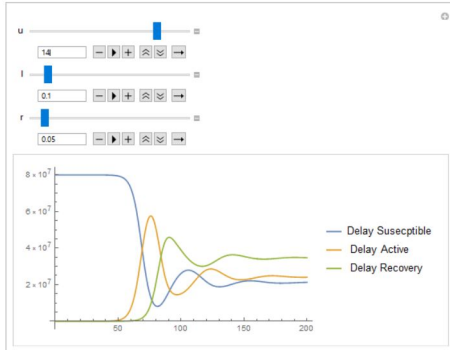 u
14
l
0.1
r
0.05
8 × 10⁷
6 × 10⁷
4 × 10⁷
2 × 10⁷
50 100 150 200
Delay Susecptible
Delay Active
Delay Recovery